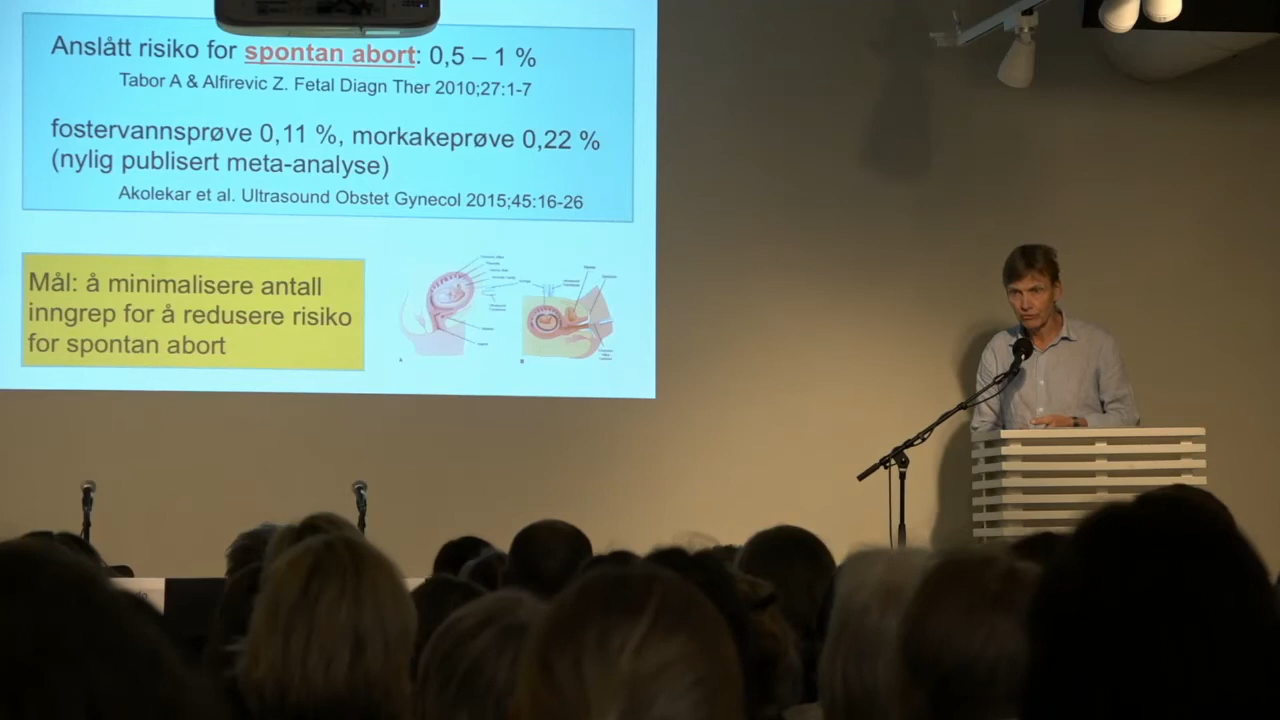 Anslått risiko for spontan abort: 0,5 – 1 %
Tabor A & Alfirevic Z. Fetal Diagn Ther 2010;27:1-7
fostervannsprøve 0,11 %, morkakeprøve 0,22 %
(nylig publisert meta-analyse)
Akolekar et al. Ultrasound Obstet Gynecol 2015;45:16-26
Mål: å minimalisere antall
inngrep for å redusere risiko
for spontan abort
A
B